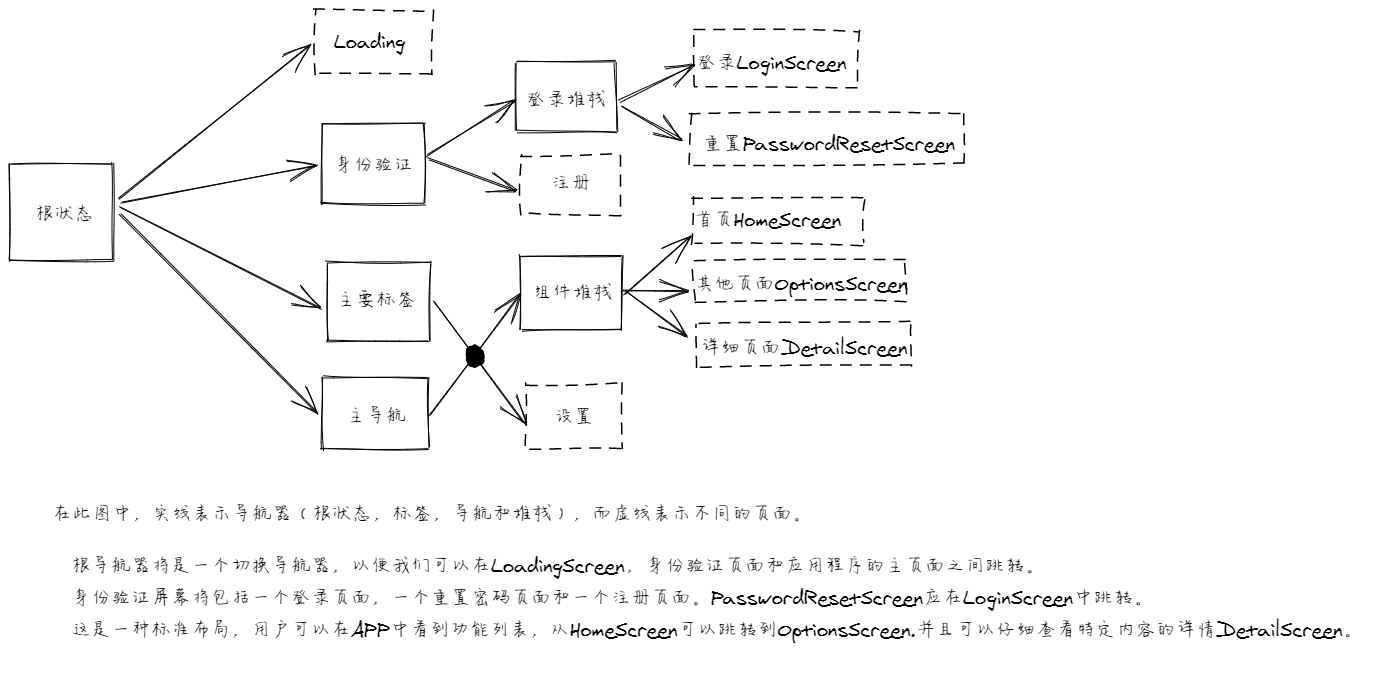 Loading
登录堆栈
登录LoginScreen
身份验证
重置PasswordResetScreen
注册
根状态
首页HomeScreen
主要标签
组件堆栈
其他页面OptionsScreen
详细页面DetailScreen
主导航
设置
在此图中，实线表示导航器（根状态，标签，导航和堆栈），而虚线表示不同的页面。
根导航器将是一个切换导航器，以便我们可以在LoadingScreen，身份验证页面和应用程序的主页面之间跳转。
身份验证屏幕将包括一个登录页面，一个重置密码页面和一个注册页面。PasswordResetScreen应在LoginScreen中跳转。
这是一种标准布局，用户可以在APP中看到功能列表，从HomeScreen可以跳转到OptionsScreen.并且可以仔细查看特定内容的详情DetailScreen。